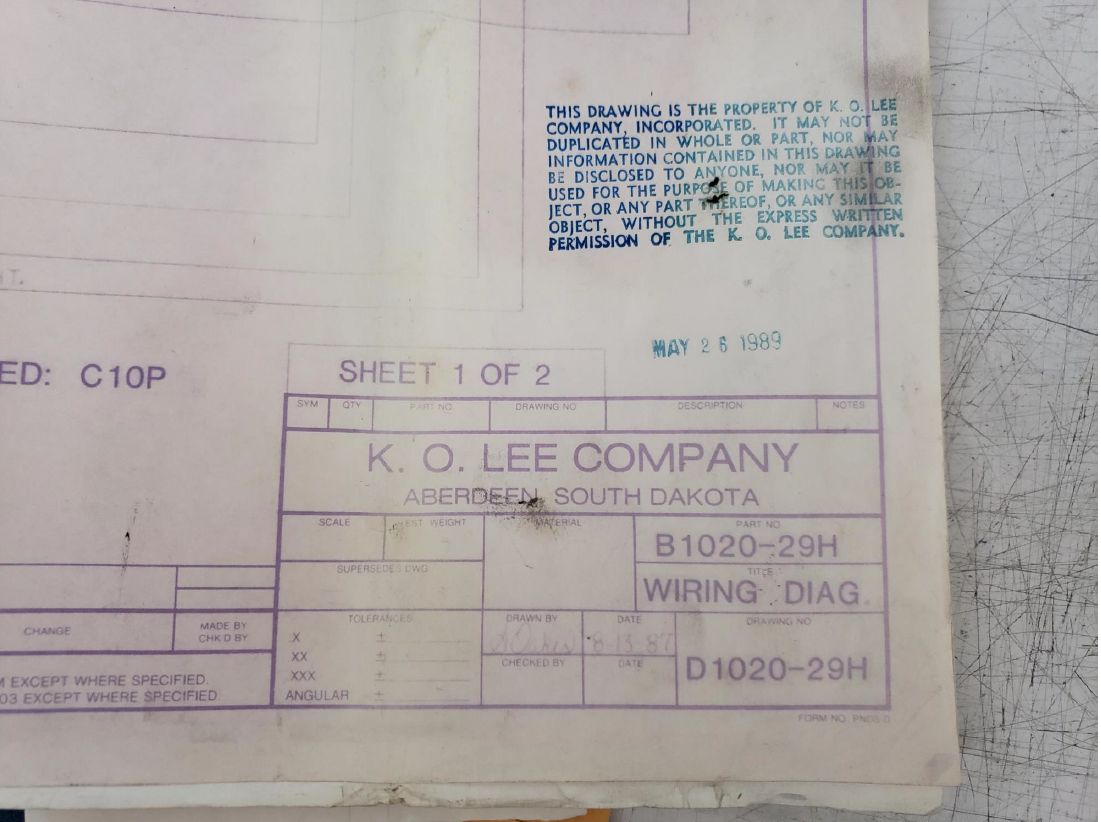 THIS DRAWING IS THE PROPERTY OF K. O. LEE
COMPANY, INCORPORATED. IT MAY NOT BE
DUPLICATED IN WHOLE OR PART, NOR MAY
INFORMATION CONTAINED IN THIS DRAWING
BE DISCLOSED TO ANYONE, NOR MAY IT BE
USED FOR THE PURPOSE OF MAKING THIS OB-
JECT, OR ANY PART THEREOF, OR ANY SIMILAR
OBJECT, WITHOUT THE EXPRESS WRITTEN
PERMISSION OF THE K. O. LEE COMPANY.
MAY 26 1989
ED: C10P
SHEET 1 OF 2
SYM QTY PART NO DRAWING NO DESCRIPTION NOTES
K. O. LEE COMPANY
ABERDEEN, SOUTH DAKOTA
SCALE EST WEIGHT MATERIAL PART NO
B1020-29H
SUPERSEDES DWG TITLE
WIRING DIAG.
TOLERANCES DRAWN BY DATE DRAWING NO
8-13-87
CHANGE MADE BY
CHK'D BY
X ±
XX ±
XXX ±
ANGULAR ±
CHECKED BY DATE
D1020-29H
EXCEPT WHERE SPECIFIED.
03 EXCEPT WHERE SPECIFIED.
FORM NO.